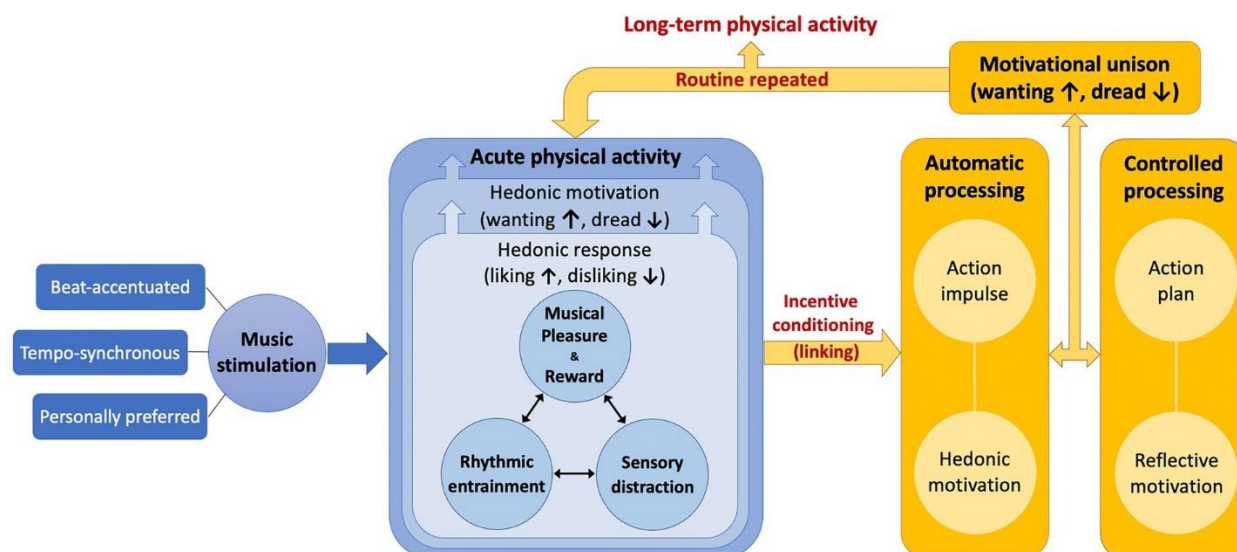 Long-term physical activity
Routine repeated
Motivational unison
(wanting ↑, dread ↓)
Acute physical activity
Hedonic motivation
(wanting ↑, dread ↓)
Hedonic response
(liking ↑, disliking ↓)
Musical
Pleasure
&
Reward
Rhythmic
entrainment
Sensory
distraction
Beat-accentuated
Tempo-synchronous
Personally preferred
Music
stimulation
Incentive
conditioning
(linking)
Automatic
processing
Action
impulse
Hedonic
motivation
Controlled
processing
Action
plan
Reflective
motivation